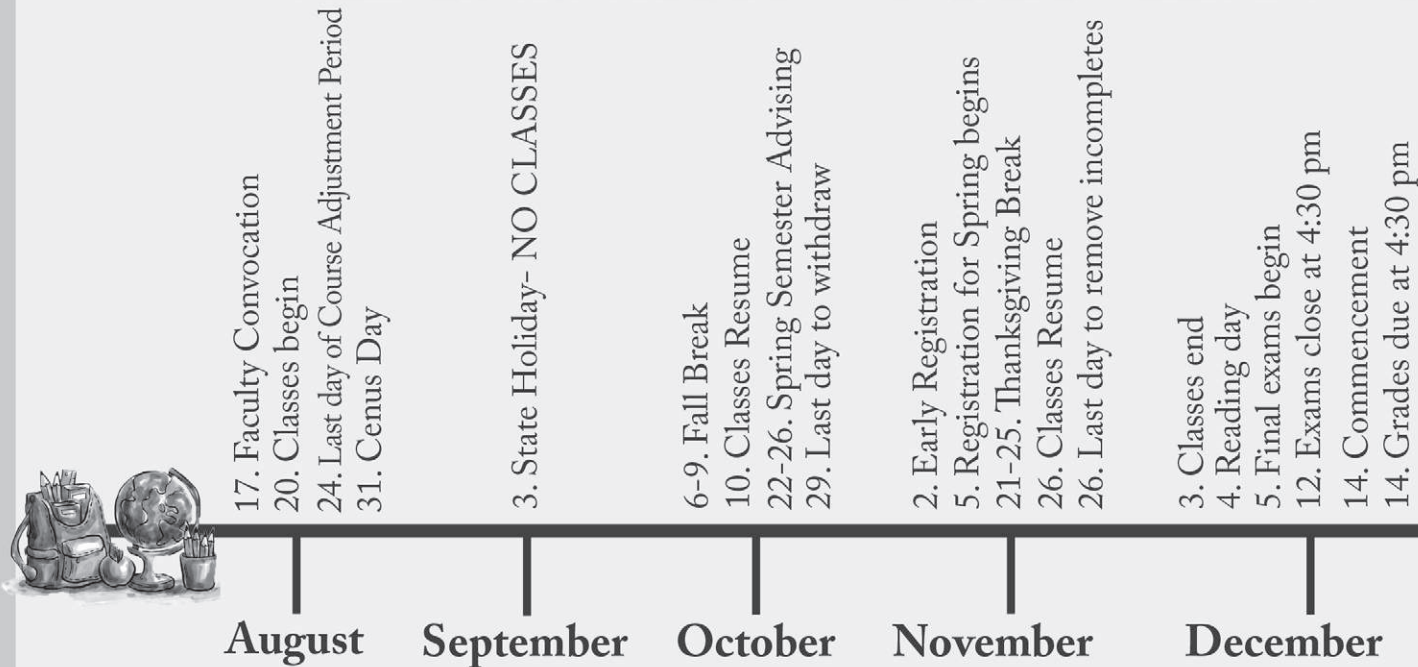 17. Faculty Convocation
20. Classes begin
24. Last day of Course Adjustment Period
31. Cenus Day
August
3. State Holiday- NO CLASSES
September
6-9. Fall Break
10. Classes Resume
22-26. Spring Semester Advising
29. Last day to withdraw
October
2. Early Registration
5. Registration for Spring begins
21-25. Thanksgiving Break
26. Classes Resume
26. Last day to remove incompletes
November
3. Classes end
4. Reading day
5. Final exams begin
12. Exams close at 4:30 pm
14. Commencement
14. Grades due at 4:30 pm
December